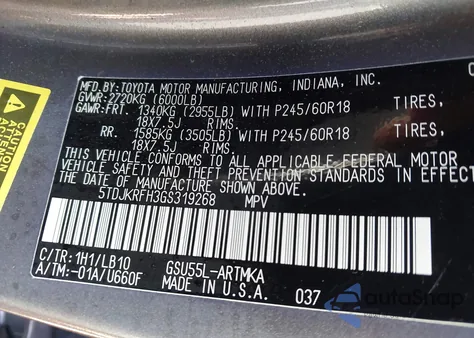 MFD.BY:TOYOTA MOTOR MANUFACTURING, INDIANA, INC.
GVWR:2720KG (6000LB)
GAWR:FRT. 1340KG (2955LB) WITH P245/60R18 TIRES,
18X7.5J RIMS.
RR. 1585KG (3505LB) WITH P245/60R18 TIRES,
18X7.5J RIMS.
THIS VEHICLE CONFORMS TO ALL APPLICABLE FEDERAL MOTOR
VEHICLE SAFETY AND THEFT PREVENTION STANDARDS IN EFFECT
THE DATE OF MANUFACTURE SHOWN ABOVE.
5TDJKRFH3GS319268 MPV
C/TR:1H1/LB10 GSU55L-ARTMKA
A/TM:-01A/U660F MADE IN U.S.A. 037
AutoSnap